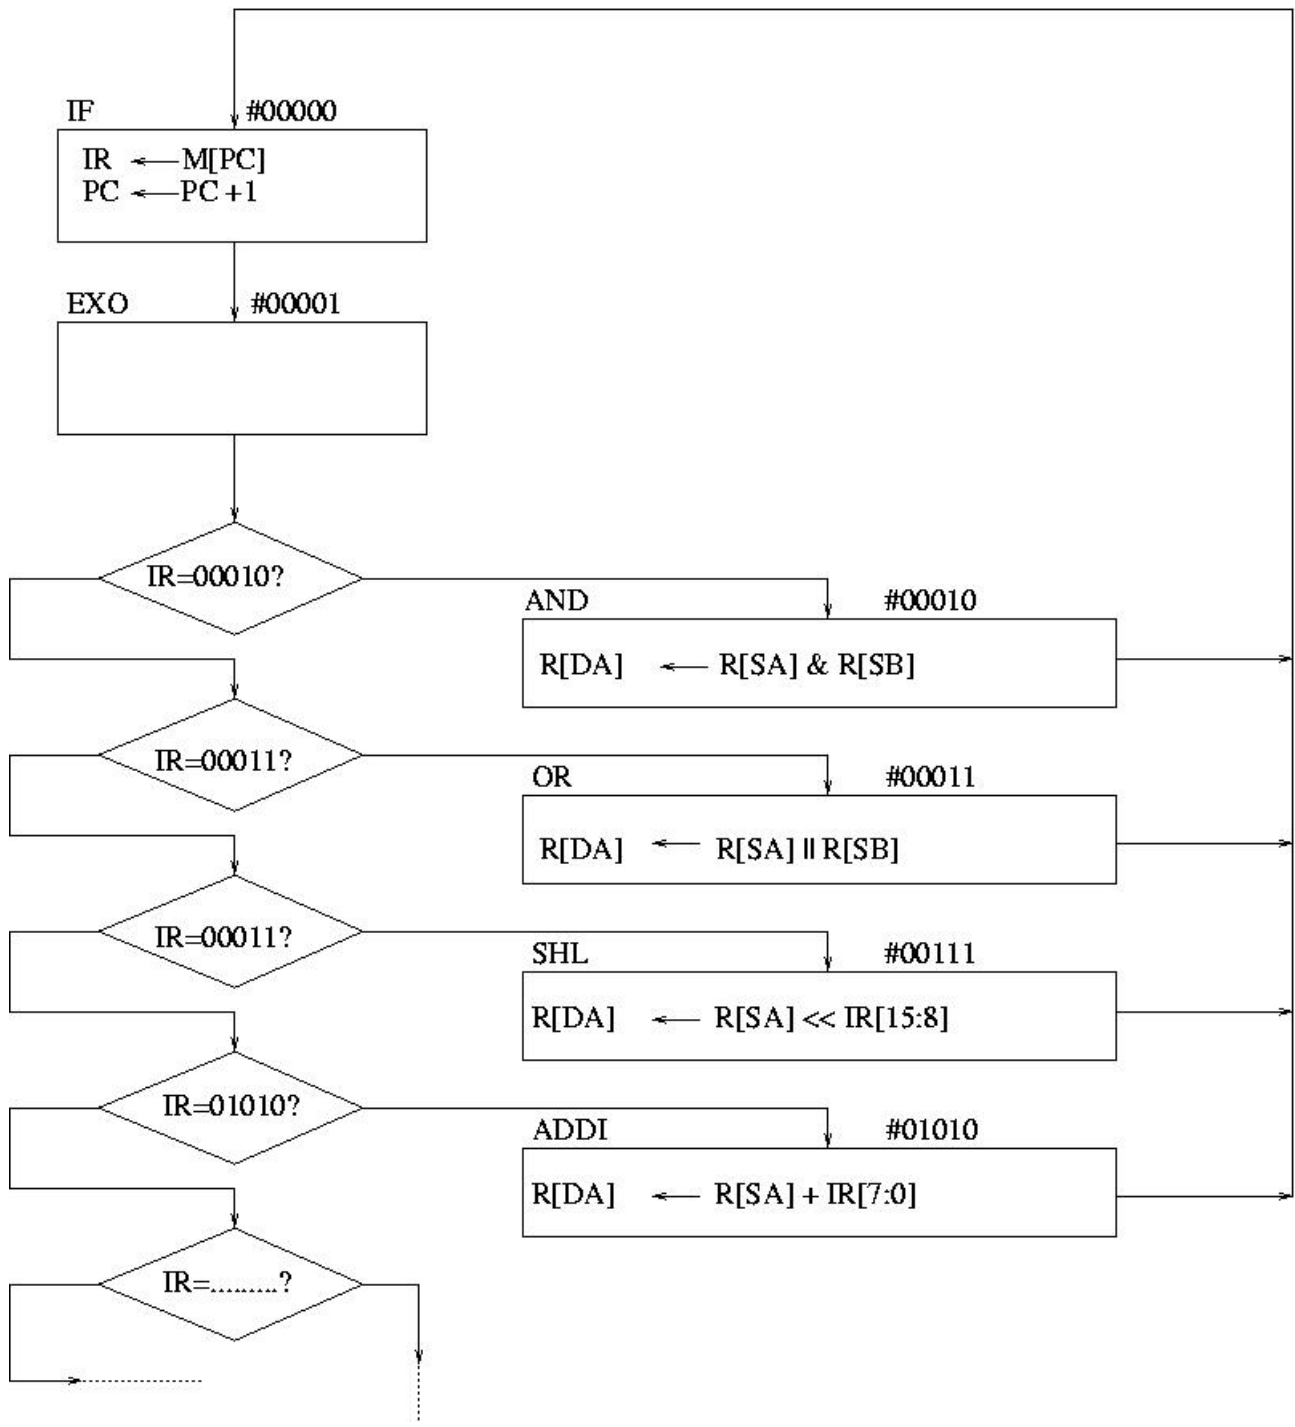 IF #00000
IR ← M[PC]
PC ← PC +1
EXO #00001
IR=00010?
AND #00010
R[DA] ← R[SA] & R[SB]
IR=00011?
OR #00011
R[DA] ← R[SA] || R[SB]
IR=00011?
SHL #00111
R[DA] ← R[SA] << IR[15:8]
IR=01010?
ADDI #01010
R[DA] ← R[SA] + IR[7:0]
IR=.........?